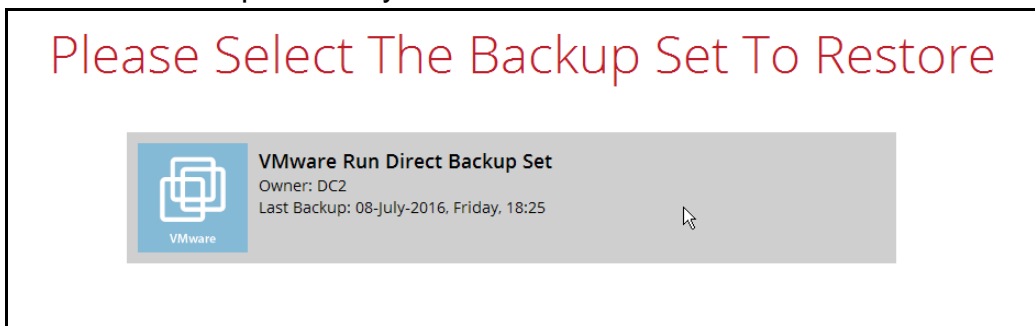 Please Select The Backup Set To Restore
VMware Run Direct Backup Set
Owner: DC2
Last Backup: 08-July-2016, Friday, 18:25
VMware